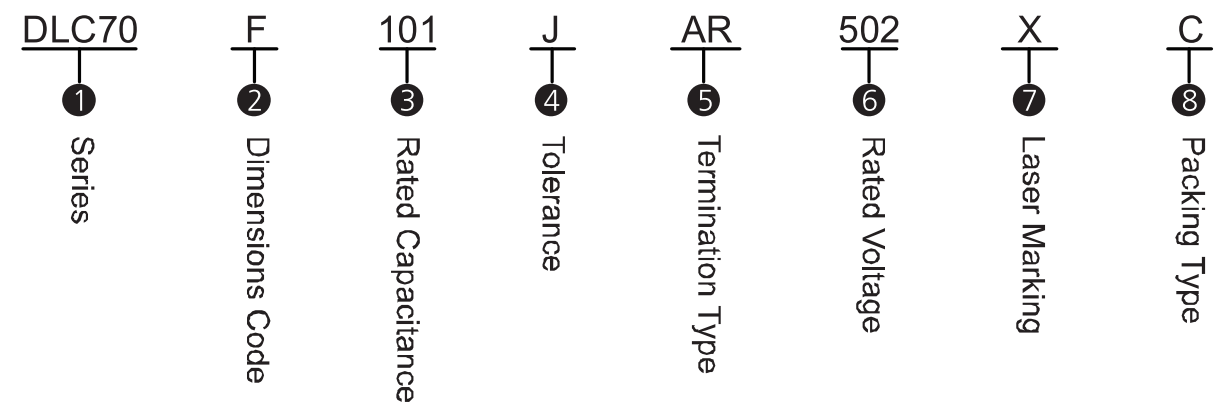 DLC70 F 101 J AR 502 X C
1 2 3 4 5 6 7 8
Series
Dimensions Code
Rated Capacitance
Tolerance
Termination Type
Rated Voltage
Laser Marking
Packing Type